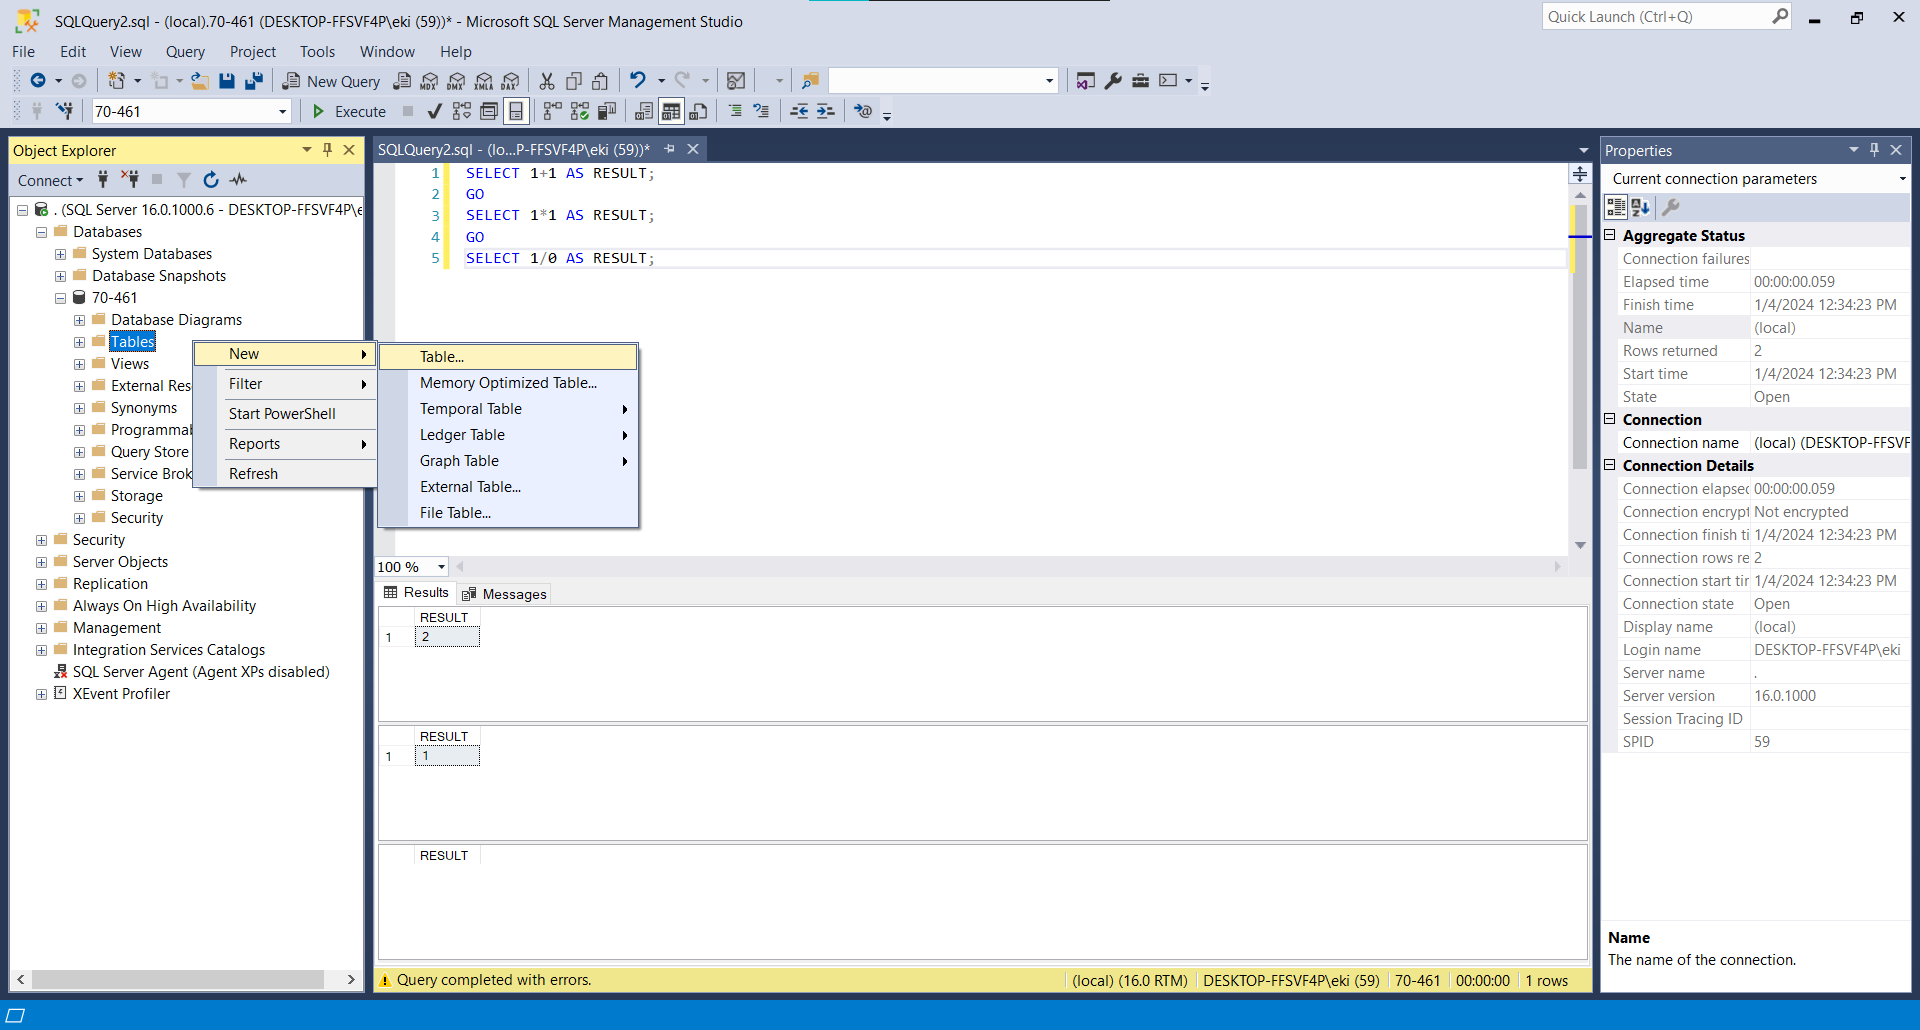 SQLQuery2.sql - (local).70-461 (DESKTOP-FFSVF4P\eki (59))* - Microsoft SQL Server Management Studio
Quick Launch (Ctrl+Q)
File Edit View Query Project Tools Window Help
New Query
MDX DMX XMLA DAX
70-461
Execute
Object Explorer
Connect
. (SQL Server 16.0.1000.6 - DESKTOP-FFSVF4P\e
Databases
System Databases
Database Snapshots
70-461
Database Diagrams
Tables
Views
External Res
Synonyms
Programmab
Query Store
Service Brok
Storage
Security
Security
Server Objects
Replication
Always On High Availability
Management
Integration Services Catalogs
SQL Server Agent (Agent XPs disabled)
XEvent Profiler
New
Filter
Start PowerShell
Reports
Refresh
Table...
Memory Optimized Table...
Temporal Table
Ledger Table
Graph Table
External Table...
File Table...
SQLQuery2.sql - (lo...P-FFSVF4P\eki (59))*
1 SELECT 1+1 AS RESULT;
2 GO
3 SELECT 1*1 AS RESULT;
4 GO
5 SELECT 1/0 AS RESULT;
100 %
Results Messages
RESULT
1 2
RESULT
1 1
RESULT
Query completed with errors.
(local) (16.0 RTM) DESKTOP-FFSVF4P\eki (59) 70-461 00:00:00 1 rows
Properties
Current connection parameters
Aggregate Status
Connection failures
Elapsed time 00:00:00.059
Finish time 1/4/2024 12:34:23 PM
Name (local)
Rows returned 2
Start time 1/4/2024 12:34:23 PM
State Open
Connection
Connection name (local) (DESKTOP-FFSVF
Connection Details
Connection elapsed 00:00:00.059
Connection encrypt Not encrypted
Connection finish ti 1/4/2024 12:34:23 PM
Connection rows re 2
Connection start tir 1/4/2024 12:34:23 PM
Connection state Open
Display name (local)
Login name DESKTOP-FFSVF4P\eki
Server name .
Server version 16.0.1000
Session Tracing ID
SPID 59
Name
The name of the connection.